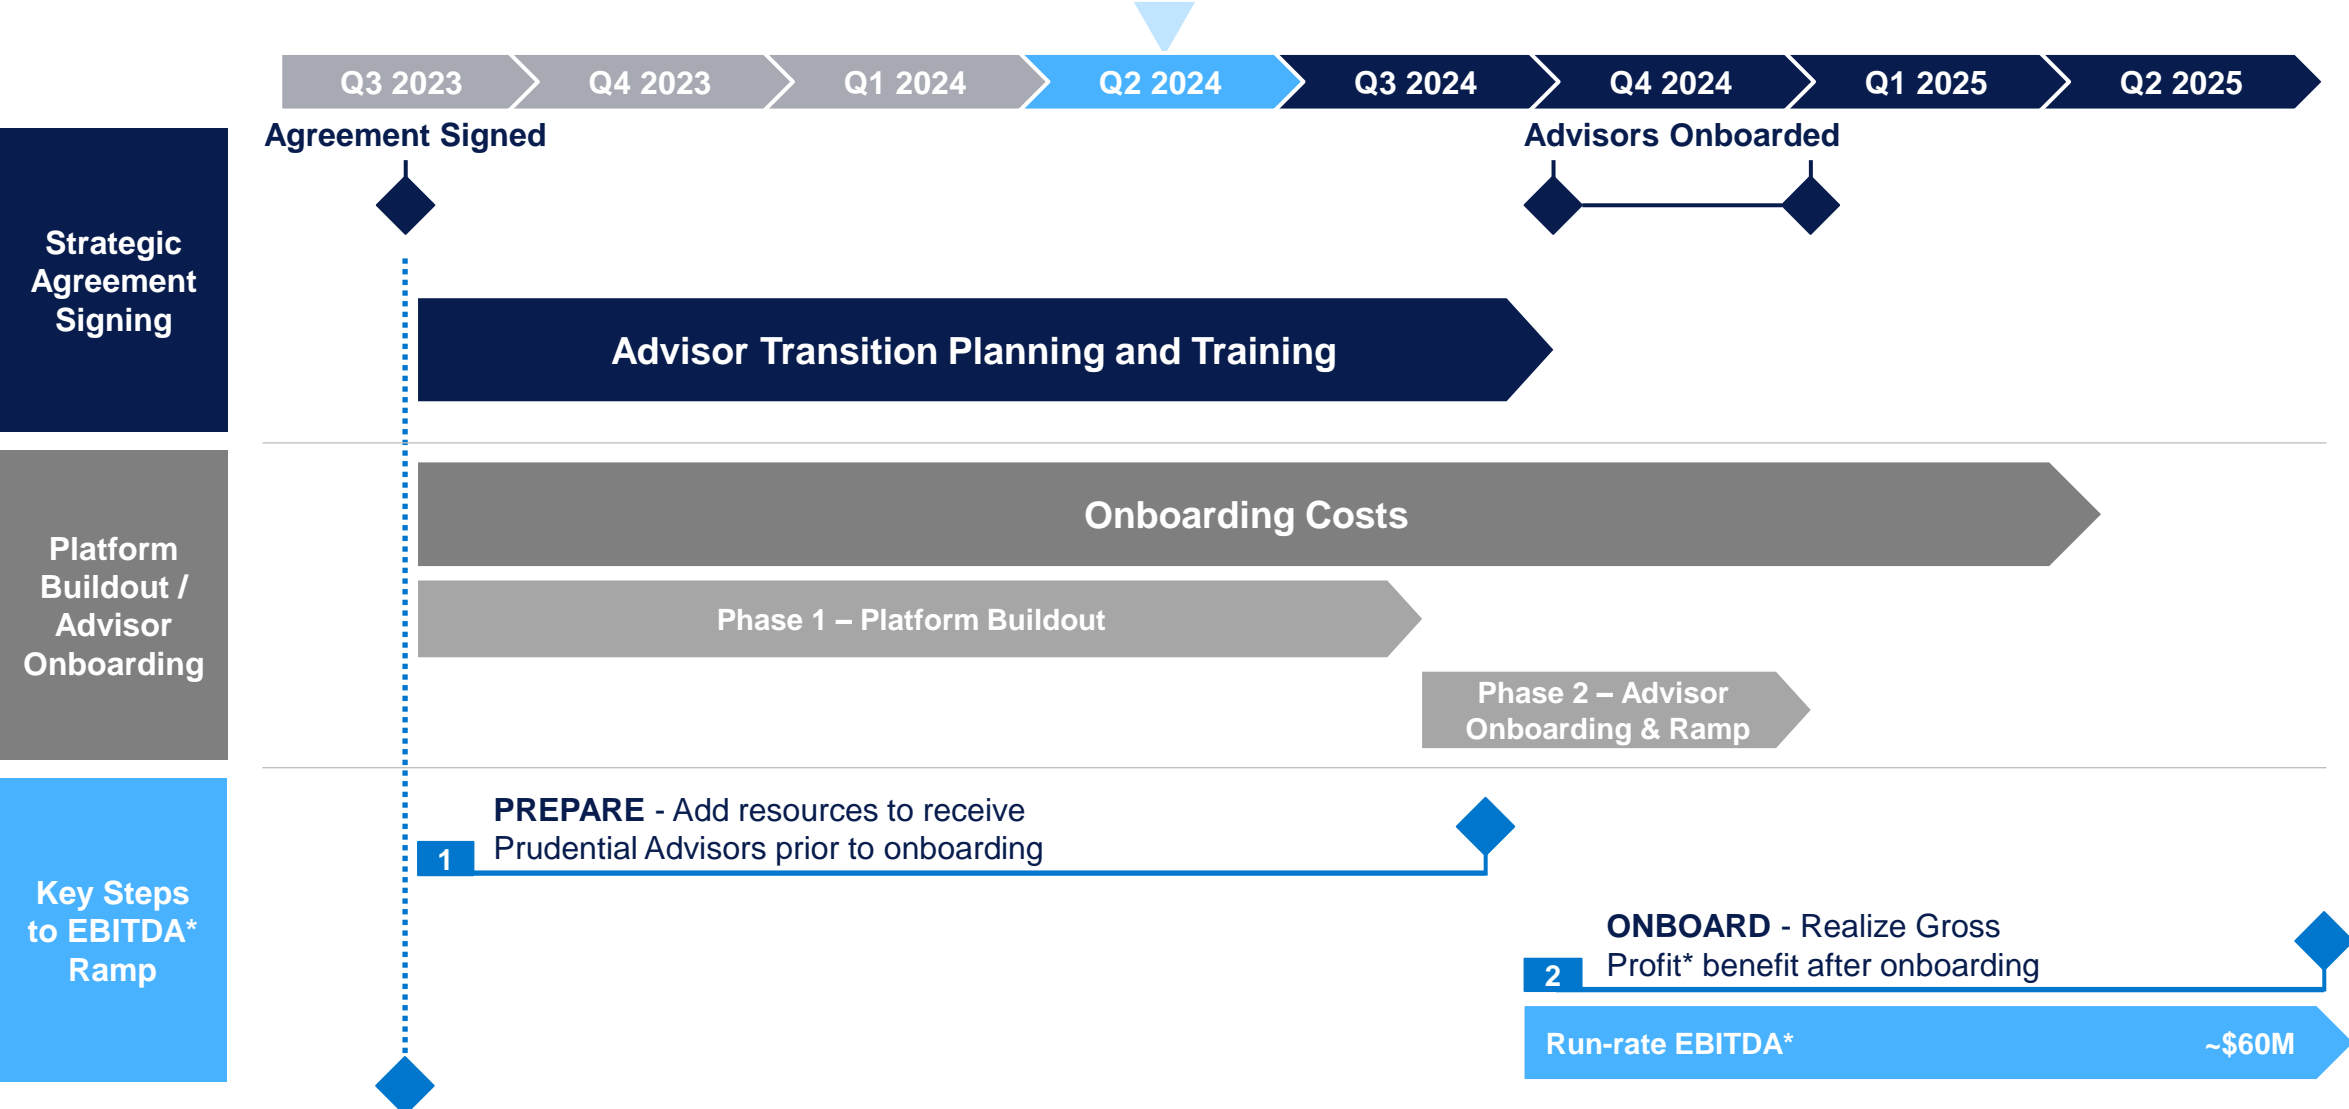 Q3 2023
Q4 2023
Q1 2024
Q2 2024
Q3 2024
Q4 2024
Q1 2025
Q2 2025
Agreement Signed
Advisors Onboarded
Strategic
Agreement
Signing
Advisor Transition Planning and Training
Platform
Buildout /
Advisor
Onboarding
Onboarding Costs
Phase 1 – Platform Buildout
Phase 2 – Advisor
Onboarding & Ramp
Key Steps
to EBITDA*
Ramp
1
PREPARE - Add resources to receive
Prudential Advisors prior to onboarding
2
ONBOARD - Realize Gross
Profit* benefit after onboarding
Run-rate EBITDA*
~$60M